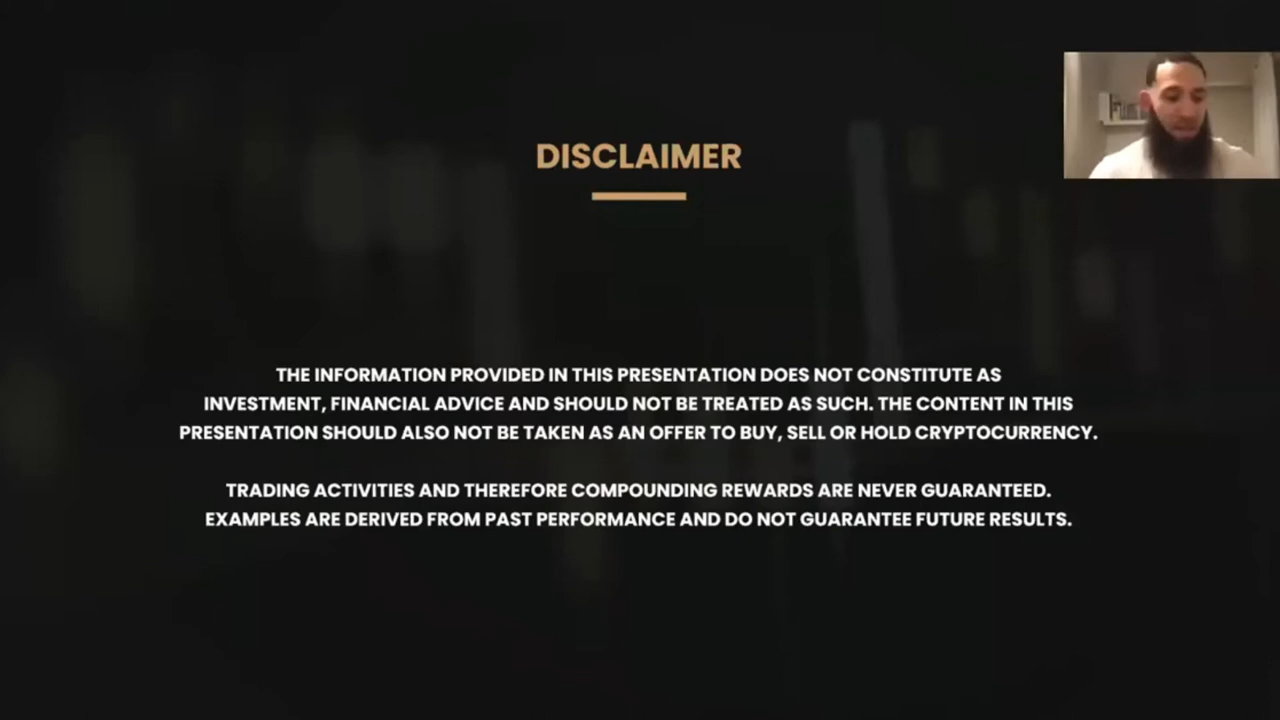 DISCLAIMER
THE INFORMATION PROVIDED IN THIS PRESENTATION DOES NOT CONSTITUTE AS
INVESTMENT, FINANCIAL ADVICE AND SHOULD NOT BE TREATED AS SUCH. THE CONTENT IN THIS
PRESENTATION SHOULD ALSO NOT BE TAKEN AS AN OFFER TO BUY, SELL OR HOLD CRYPTOCURRENCY.
TRADING ACTIVITIES AND THEREFORE COMPOUNDING REWARDS ARE NEVER GUARANTEED.
EXAMPLES ARE DERIVED FROM PAST PERFORMANCE AND DO NOT GUARANTEE FUTURE RESULTS.